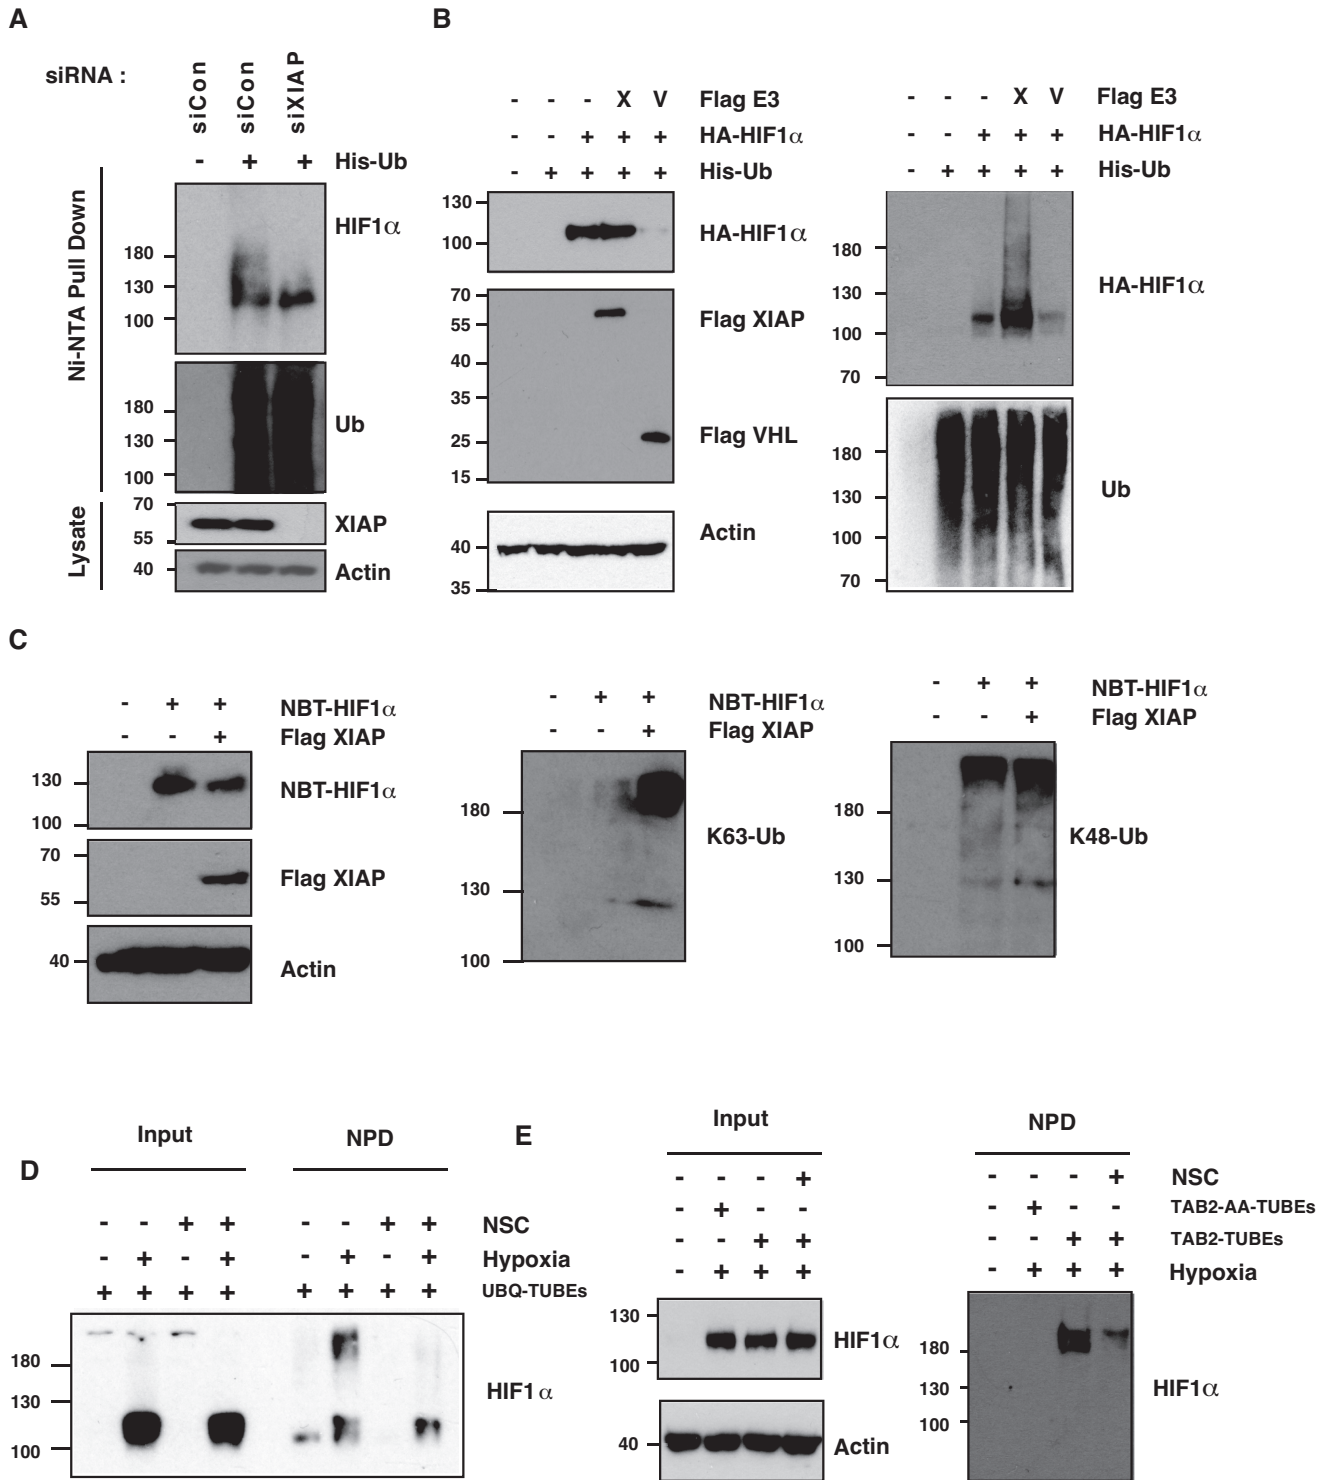 A
siRNA :
siCon
siCon
siXIAP
- + + His-Ub
Ni-NTA Pull Down
HIF1α
180
130
100
Ub
180
130
100
Lysate
70
XIAP
55
40
Actin
B
- - - X V Flag E3
- - + + + HA-HIF1α
- + + + + His-Ub
130
HA-HIF1α
100
70
Flag XIAP
55
40
35
Flag VHL
25
15
Actin
40
35
- - - X V Flag E3
- - + + + HA-HIF1α
- + + + + His-Ub
180
HA-HIF1α
130
100
70
180
Ub
130
100
70
C
- + + NBT-HIF1α
- - + Flag XIAP
130
NBT-HIF1α
100
70
Flag XIAP
55
40
Actin
- + + NBT-HIF1α
- - + Flag XIAP
180
K63-Ub
130
100
- + + NBT-HIF1α
- - + Flag XIAP
180
K48-Ub
130
100
D
Input NPD
- - + + - - + + NSC
- + - + - + - + Hypoxia
+ + + + + + + + UBQ-TUBEs
180
HIF1α
130
100
E
Input NPD
- - - + - - - + NSC
- + - - - + - - TAB2-AA-TUBEs
- - + + - - + + TAB2-TUBEs
- + + + - + + + Hypoxia
130
HIF1α
100
40
Actin
180
130
HIF1α
100